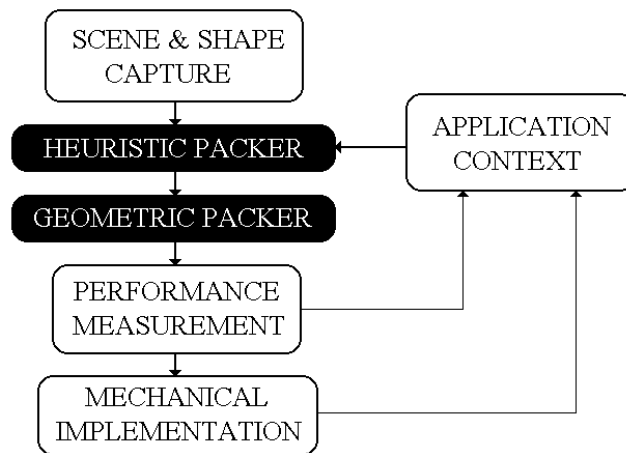 SCENE & SHAPE
CAPTURE
HEURISTIC PACKER
APPLICATION
CONTEXT
GEOMETRIC PACKER
PERFORMANCE
MEASUREMENT
MECHANICAL
IMPLEMENTATION